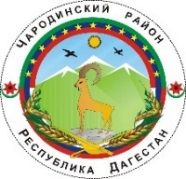 ЧАРОДИНСКИЙ РАЙОН
РЕСПУБЛИКА ДАГЕСТАН